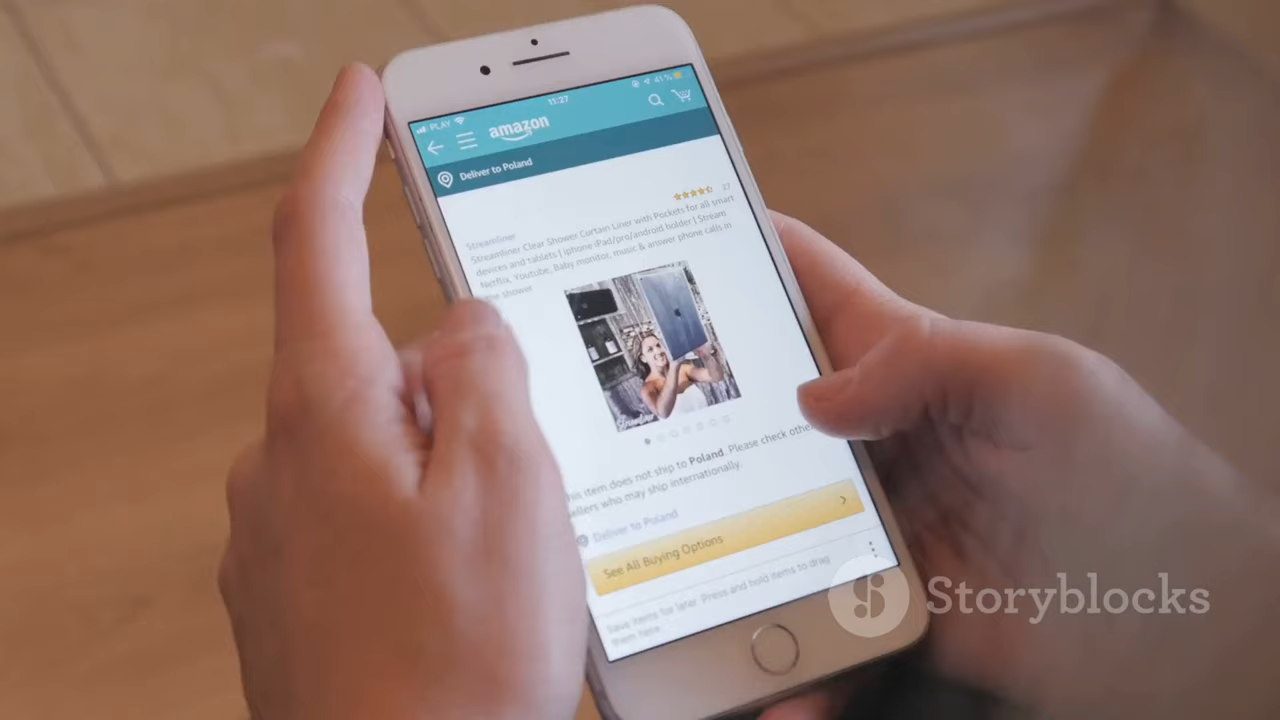 PLAY
11:27
41 %
amazon
Deliver to Poland
27
Streamliner
Streamliner Clear Shower Curtain Liner with Pockets for all smart
devices and tablets | iphone iPad/pro/android holder | Stream
Netflix, Youtube, Baby monitor, music & answer phone calls in
shower
This item does not ship to Poland. Please check other
sellers who may ship internationally.
Deliver to Poland
See All Buying Options
Save items for later. Press and hold items to drag
them here.
Storyblocks